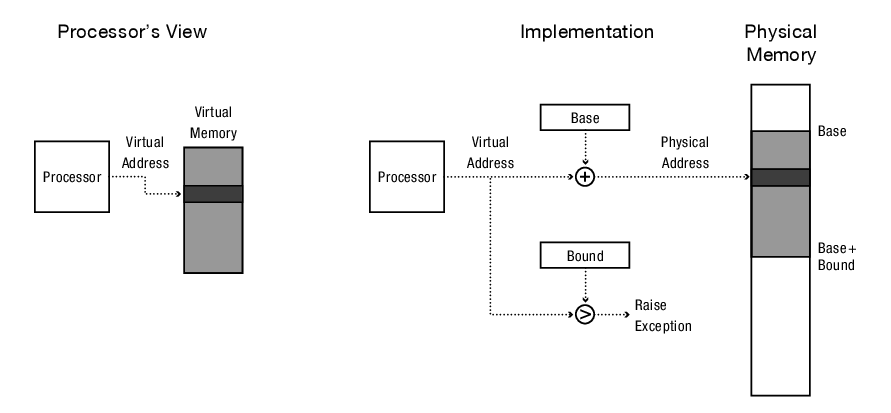 Processor's View
Implementation
Physical
Memory
Virtual
Memory
Virtual
Address
Processor
Base
Virtual
Address
Physical
Address
Processor
+
Base
Base+
Bound
Bound
>
Raise
Exception